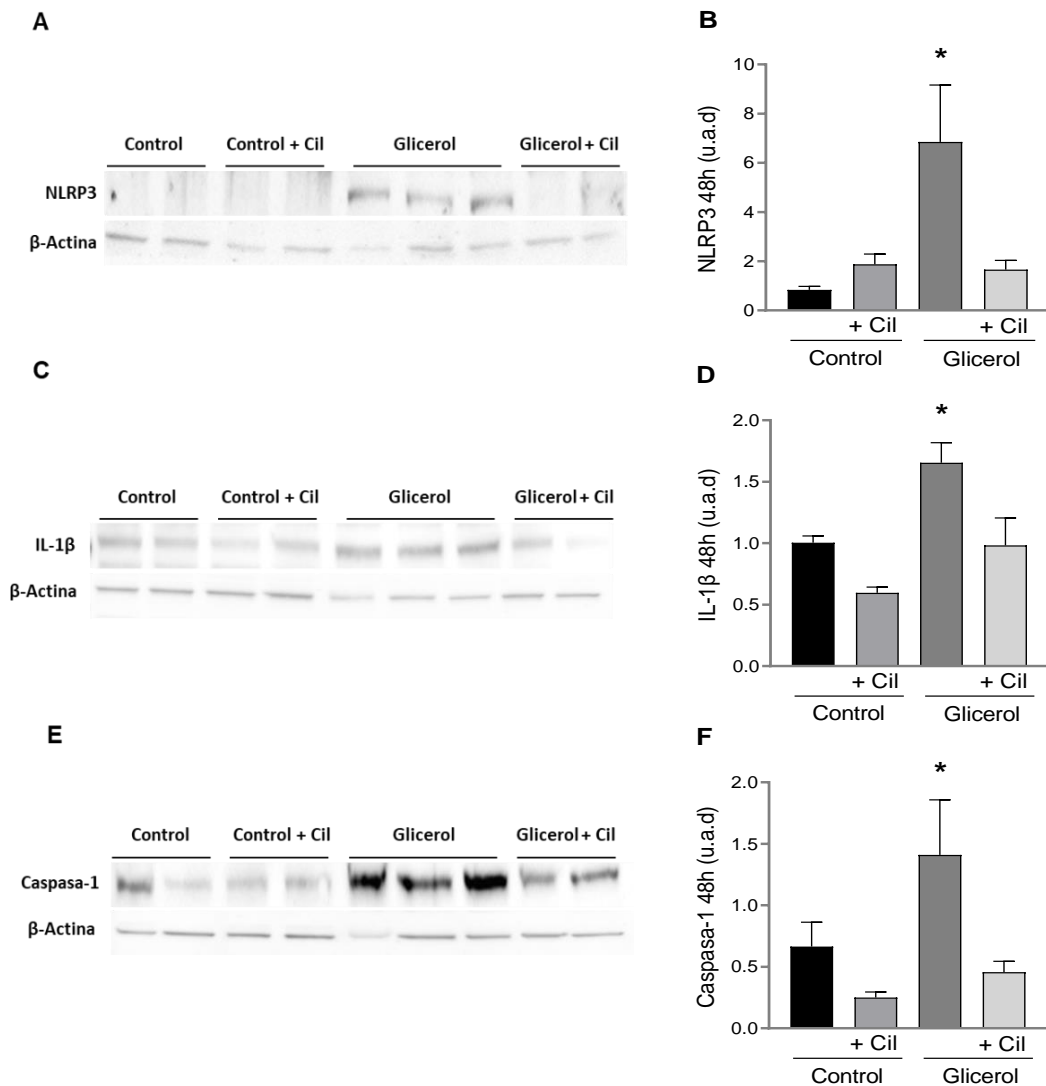 A
Control Control + Cil Glicerol Glicerol + Cil
NLRP3
β-Actina
B
*
NLRP3 48h (u.a.d)
10
8
6
4
2
0
+ Cil + Cil
Control Glicerol
C
Control Control + Cil Glicerol Glicerol + Cil
IL-1β
β-Actina
D
*
IL-1β 48h (u.a.d)
2.0
1.5
1.0
0.5
0.0
+ Cil + Cil
Control Glicerol
E
Control Control + Cil Glicerol Glicerol + Cil
Caspasa-1
β-Actina
F
*
Caspasa-1 48h (u.a.d)
2.0
1.5
1.0
0.5
0.0
+ Cil + Cil
Control Glicerol